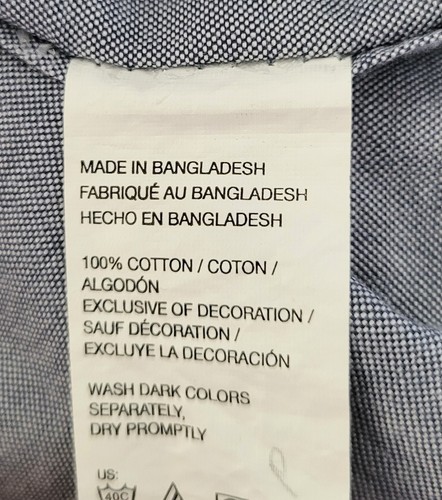 MADE IN BANGLADESH
FABRIQUÉ AU BANGLADESH
HECHO EN BANGLADESH
100% COTTON / COTON /
ALGODÓN
EXCLUSIVE OF DECORATION /
SAUF DÉCORATION /
EXCLUYE LA DECORACIÓN
WASH DARK COLORS
SEPARATELY,
DRY PROMPTLY
US:
40C